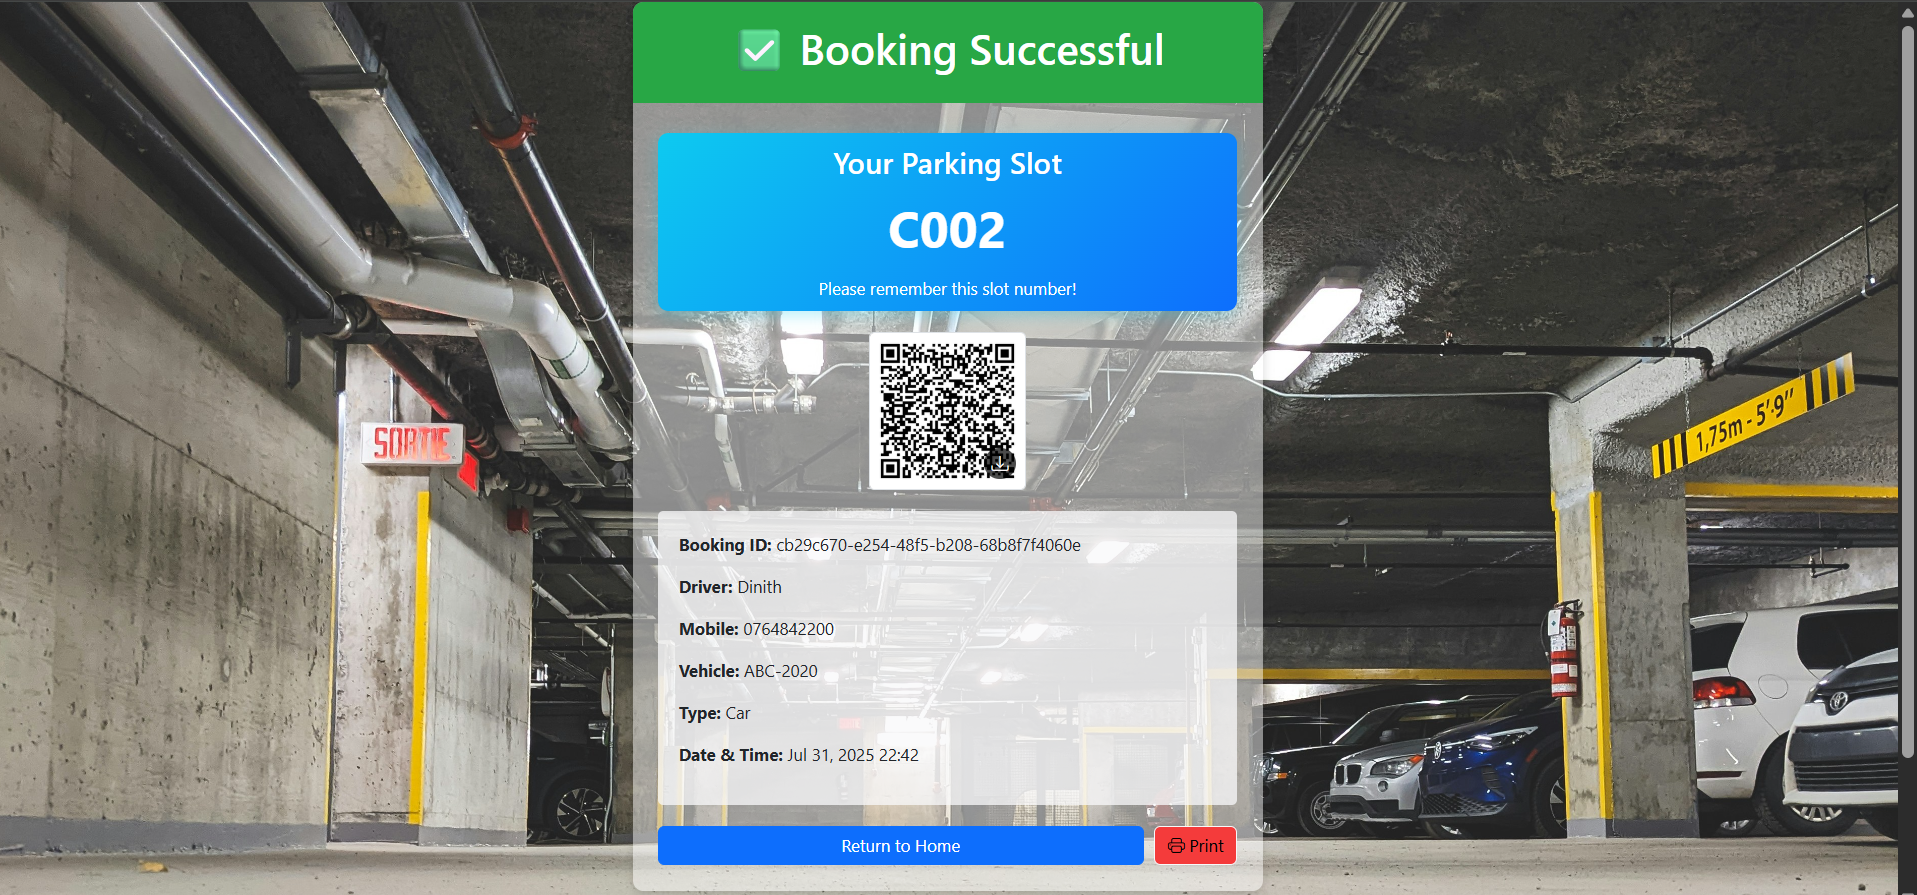 ✅ Booking Successful
Your Parking Slot
C002
Please remember this slot number!
SORTIE
1,75m - 5'-9"
Booking ID: cb29c670-e254-48f5-b208-68b8f7f4060e
Driver: Dinith
Mobile: 0764842200
Vehicle: ABC-2020
Type: Car
Date & Time: Jul 31, 2025 22:42
Return to Home
Print